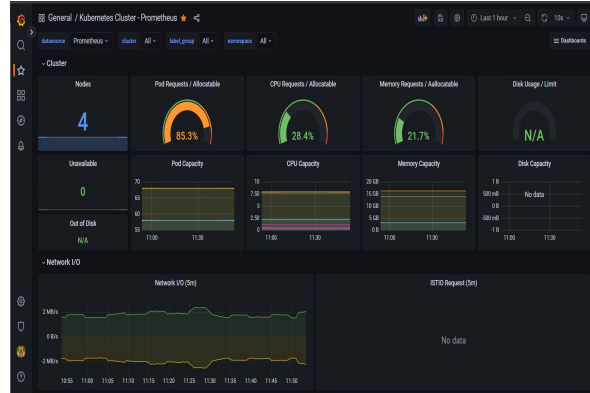 General / Kubernetes Cluster - Prometheus
Last 1 hour
10s
datasource Prometheus cluster All label_group All namespace All
Dashboards
Cluster
Nodes
4
Pod Requests / Allocatable
85.3%
CPU Requests / Allocatable
28.4%
Memory Requests / Aallocatable
21.7%
Disk Usage / Limit
N/A
Unavailable
0
Out of Disk
N/A
Pod Capacity
70
65
60
55
11:00 11:30
CPU Capacity
10
7.50
5
2.50
0
11:00 11:30
Memory Capacity
20 GB
15 GB
10 GB
5 GB
0 B
11:00 11:30
Disk Capacity
1 B
500 mB
0 B
-500 mB
-1 B
No data
11:00 11:30
Network I/O
Network I/O (5m)
2 MB/s
0 B/s
-2 MB/s
10:55 11:00 11:05 11:10 11:15 11:20 11:25 11:30 11:35 11:40 11:45 11:50
ISTIO Request (5m)
No data